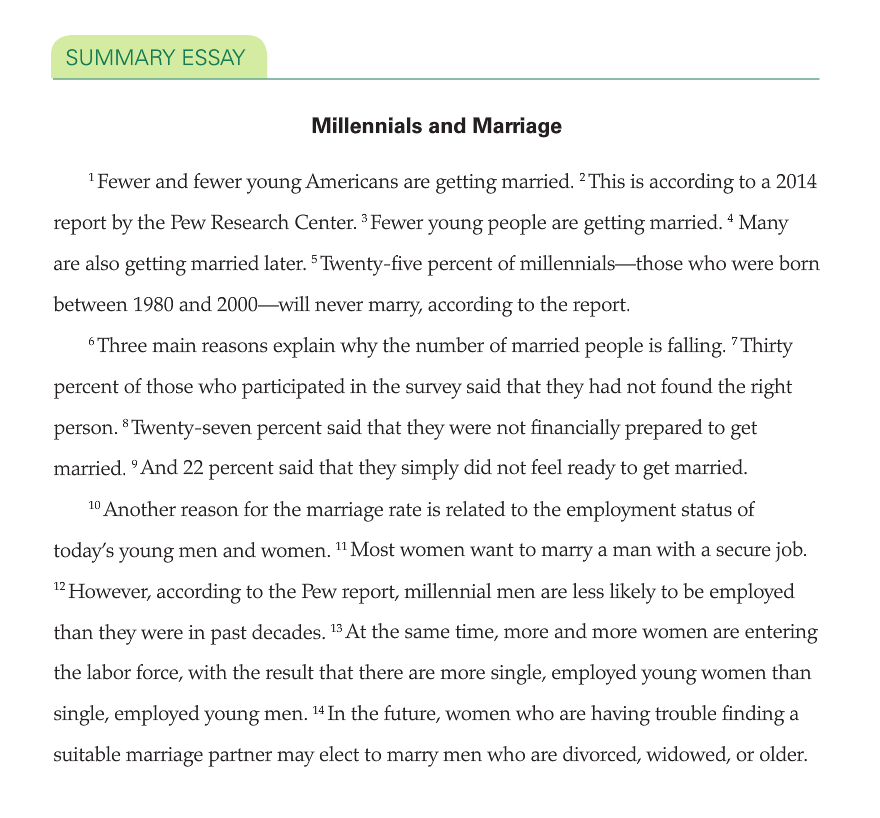 SUMMARY ESSAY
Millennials and Marriage
1 Fewer and fewer young Americans are getting married. 2 This is according to a 2014
report by the Pew Research Center. 3 Fewer young people are getting married. 4 Many
are also getting married later. 5 Twenty-five percent of millennials—those who were born
between 1980 and 2000—will never marry, according to the report.
6 Three main reasons explain why the number of married people is falling. 7 Thirty
percent of those who participated in the survey said that they had not found the right
person. 8 Twenty-seven percent said that they were not financially prepared to get
married. 9 And 22 percent said that they simply did not feel ready to get married.
10 Another reason for the marriage rate is related to the employment status of
today's young men and women. 11 Most women want to marry a man with a secure job.
12 However, according to the Pew report, millennial men are less likely to be employed
than they were in past decades. 13 At the same time, more and more women are entering
the labor force, with the result that there are more single, employed young women than
single, employed young men. 14 In the future, women who are having trouble finding a
suitable marriage partner may elect to marry men who are divorced, widowed, or older.